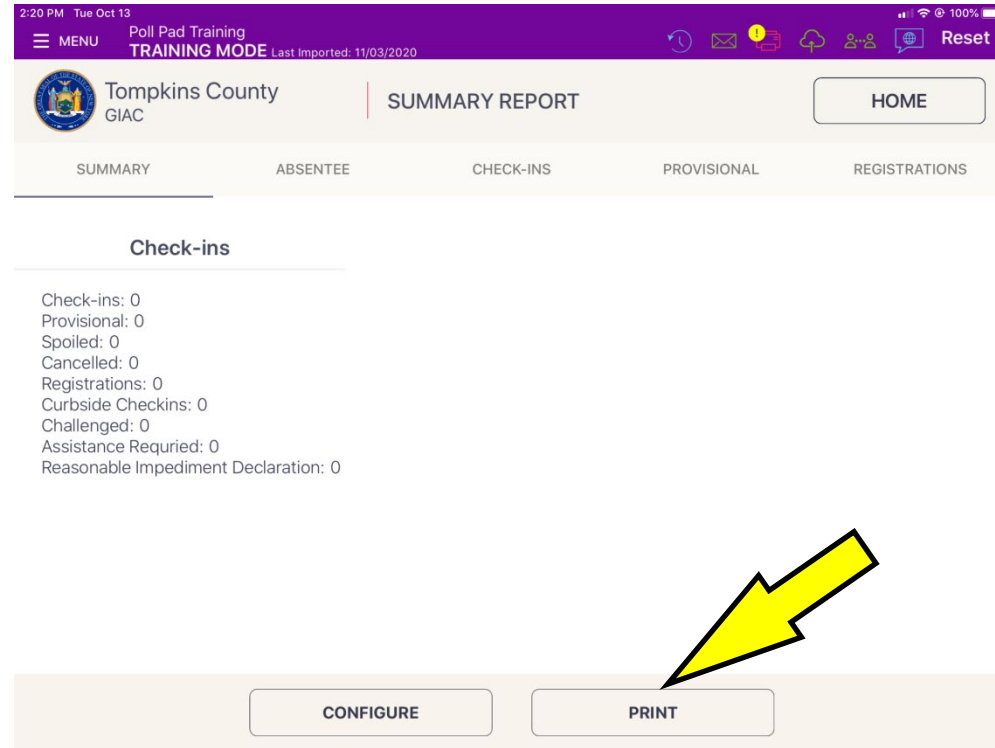 2:20 PM Tue Oct 13
100%
MENU
Poll Pad Training
TRAINING MODE Last Imported: 11/03/2020
Reset
Tompkins County
GIAC
SUMMARY REPORT
HOME
SUMMARY
ABSENTEE
CHECK-INS
PROVISIONAL
REGISTRATIONS
Check-ins
Check-ins: 0
Provisional: 0
Spoiled: 0
Cancelled: 0
Registrations: 0
Curbside Checkins: 0
Challenged: 0
Assistance Requried: 0
Reasonable Impediment Declaration: 0
CONFIGURE
PRINT